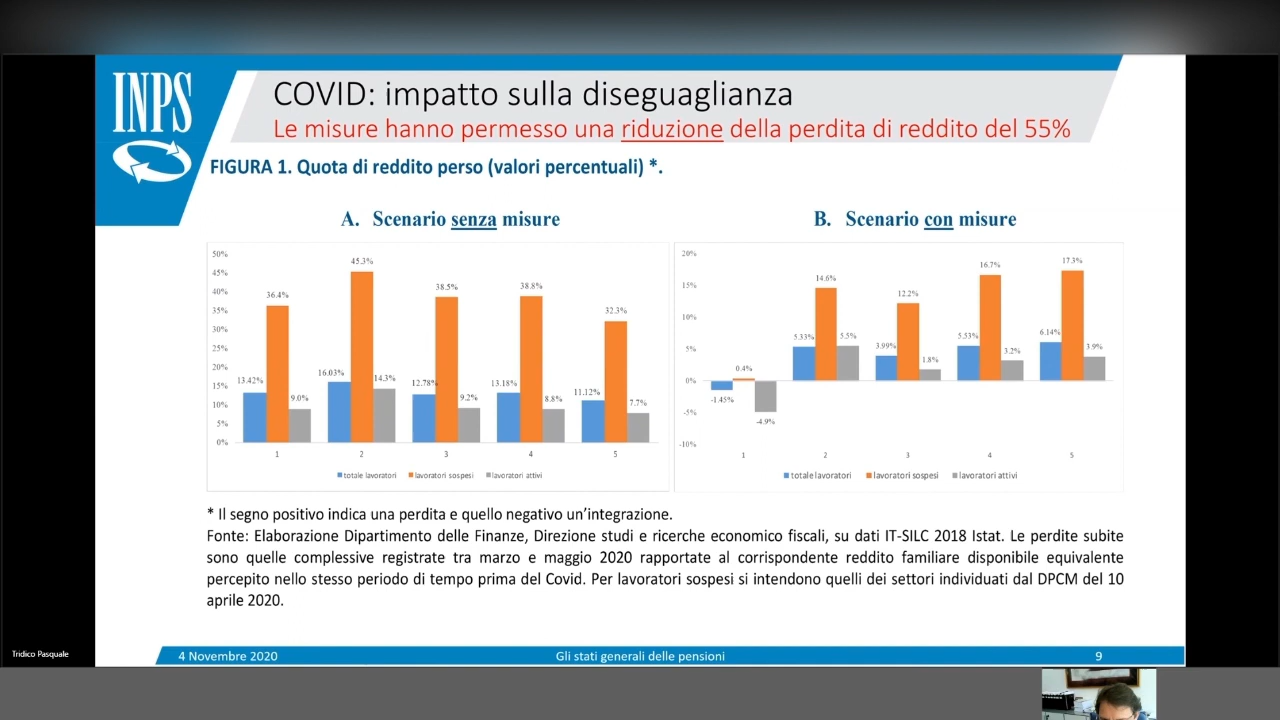 INPS
COVID: impatto sulla diseguaglianza
Le misure hanno permesso una riduzione della perdita di reddito del 55%
FIGURA 1. Quota di reddito perso (valori percentuali) *.
A. Scenario senza misure
50%
45%
40%
35%
30%
25%
20%
15%
10%
5%
0%
13.42%
36.4%
9.0%
16.03%
45.3%
14.3%
12.78%
38.5%
9.2%
13.18%
38.8%
8.8%
11.12%
32.3%
7.7%
1 2 3 4 5
totale lavoratori lavoratori sospesi lavoratori attivi
B. Scenario con misure
20%
15%
10%
5%
0%
-5%
-10%
-1.45%
0.4%
-4.9%
5.33%
14.6%
5.5%
3.99%
12.2%
1.8%
5.53%
16.7%
3.2%
6.14%
17.3%
3.9%
1 2 3 4 5
totale lavoratori lavoratori sospesi lavoratori attivi
* Il segno positivo indica una perdita e quello negativo un'integrazione.
Fonte: Elaborazione Dipartimento delle Finanze, Direzione studi e ricerche economico fiscali, su dati IT-SILC 2018 Istat. Le perdite subite
sono quelle complessive registrate tra marzo e maggio 2020 rapportate al corrispondente reddito familiare disponibile equivalente
percepito nello stesso periodo di tempo prima del Covid. Per lavoratori sospesi si intendono quelli dei settori individuati dal DPCM del 10
aprile 2020.
Tridico Pasquale
4 Novembre 2020 Gli stati generali delle pensioni 9